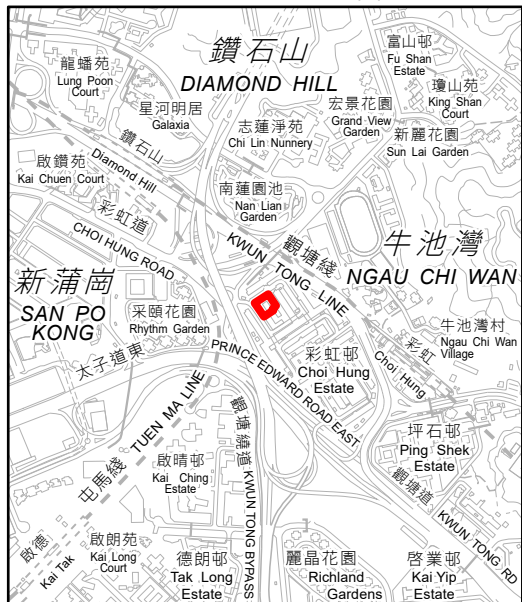 鑽石山
DIAMOND HILL
富山邨
Fu Shan
Estate
龍蟠苑
Lung Poon
Court
瓊山苑
King Shan
Court
星河明居
Galaxia
宏景花園
Grand View
Garden
志蓮淨苑
Chi Lin Nunnery
新麗花園
Sun Lai Garden
鑽石山
Diamond Hill
啟鑽苑
Kai Chuen Court
南蓮園池
Nan Lian
Garden
彩虹道
CHOI HUNG ROAD
觀塘綫
KWUN TONG LINE
牛池灣
NGAU CHI WAN
新蒲崗
SAN PO
KONG
采頤花園
Rhythm Garden
牛池灣村
Ngau Chi Wan
Village
彩虹
Choi Hung
太子道東
PRINCE EDWARD ROAD EAST
彩虹邨
Choi Hung
Estate
屯馬綫
TUEN MA LINE
坪石邨
Ping Shek
Estate
觀塘繞道
KWUN TONG BYPASS
啟晴邨
Kai Ching
Estate
觀塘道
KWUN TONG RD
啟德
Kai Tak
啟朗苑
Kai Long
Court
德朗邨
Tak Long
Estate
麗晶花園
Richland
Gardens
啓業邨
Kai Yip
Estate